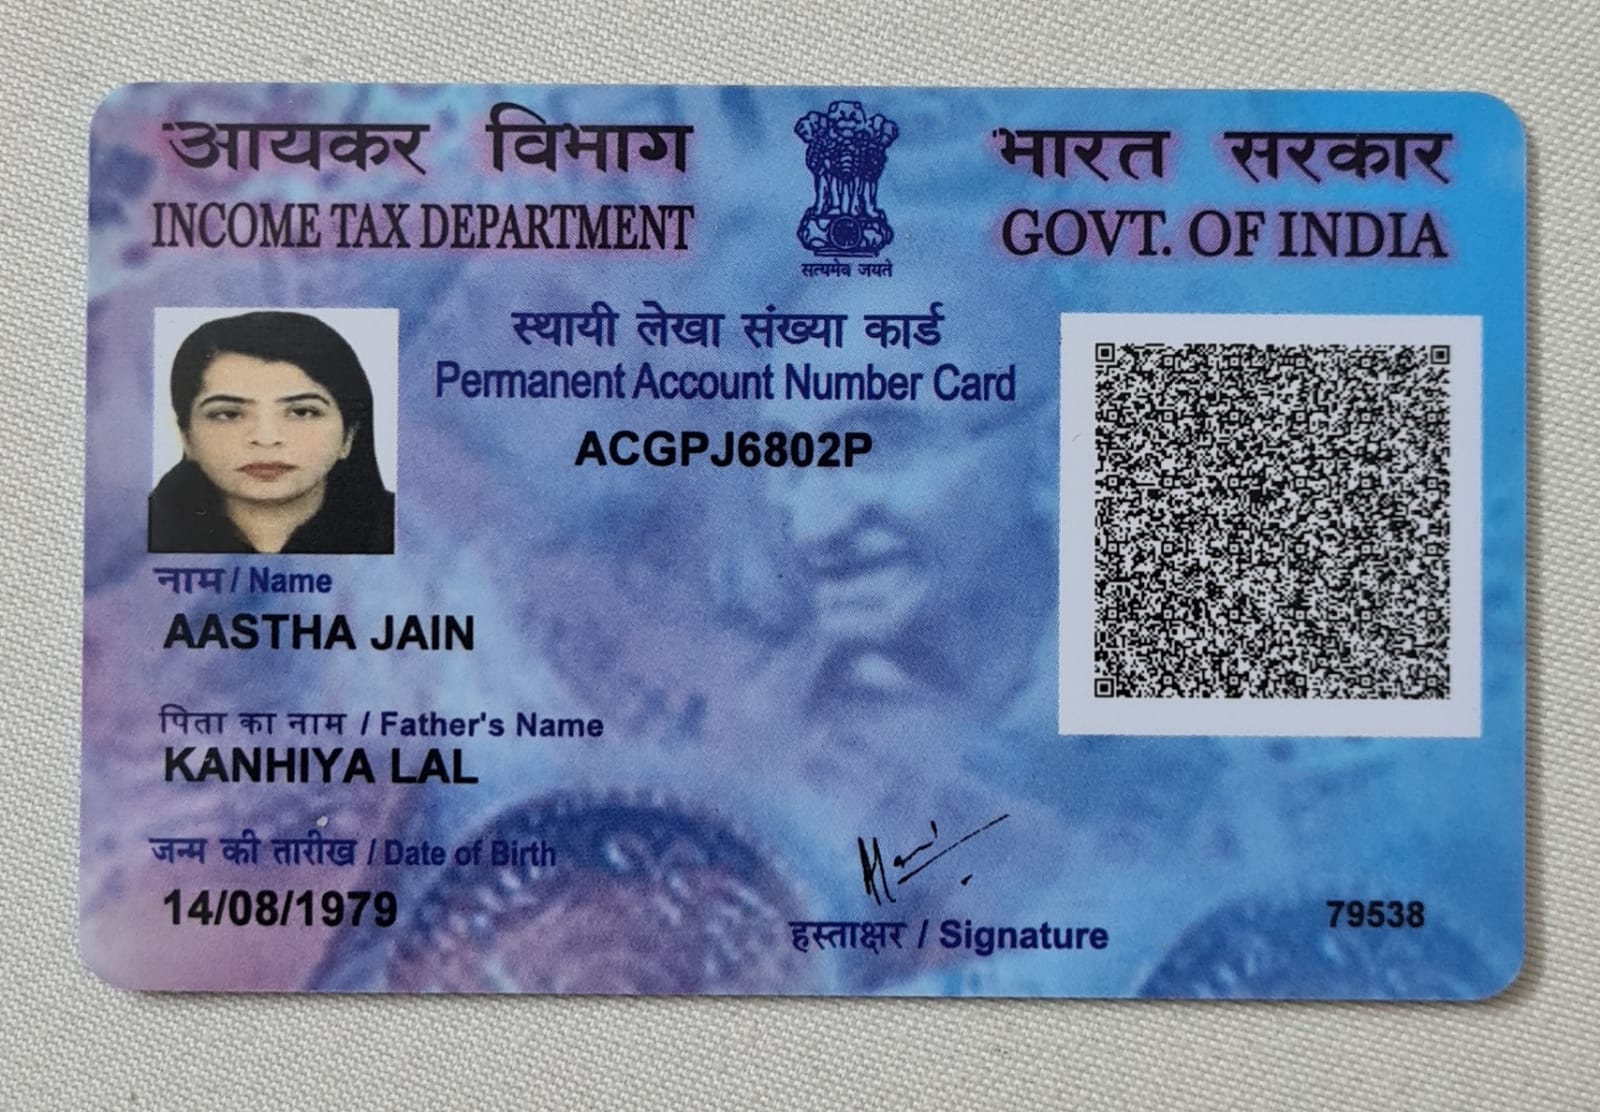 आयकर विभाग
INCOME TAX DEPARTMENT
सत्यमेव जयते
भारत सरकार
GOVT. OF INDIA
स्थायी लेखा संख्या कार्ड
Permanent Account Number Card
ACGPJ6802P
नाम / Name
AASTHA JAIN
पिता का नाम / Father's Name
KANHIYA LAL
जन्म की तारीख / Date of Birth
14/08/1979
हस्ताक्षर / Signature
79538